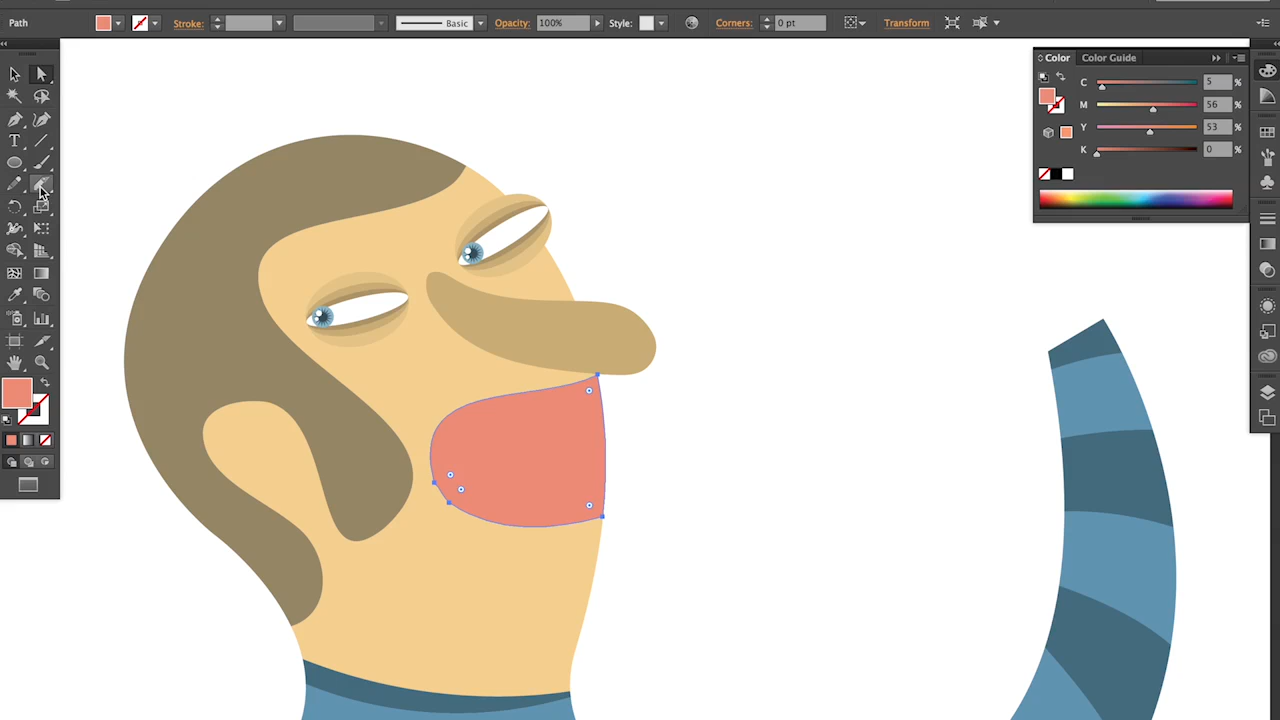 Path Stroke: Basic Opacity: 100% Style: Corners: 0 pt Transform
Color Color Guide
C 5 %
M 56 %
Y 53 %
K 0 %
T